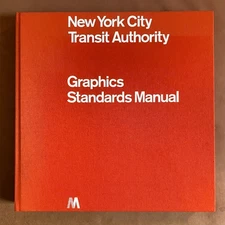 New York City
Transit Authority
Graphics
Standards Manual
M